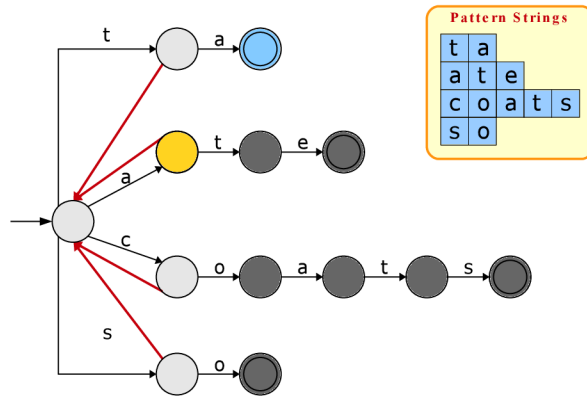 Pattern Strings
t a
a t e
c o a t s
s o
t a
t e
a
c
o a t s
s
o